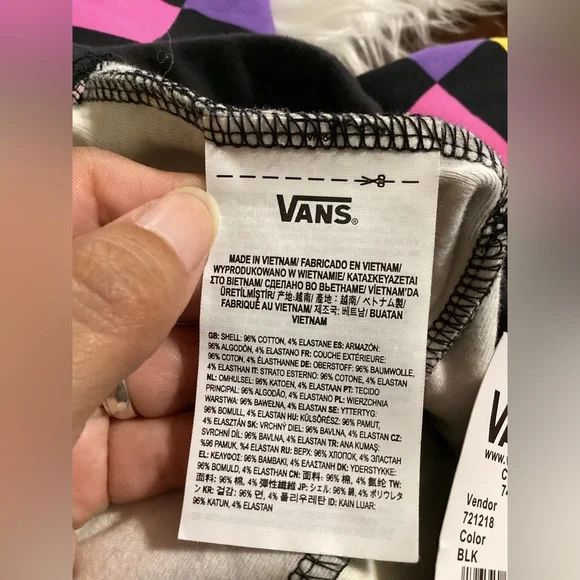 VANS®
MADE IN VIETNAM/ FABRICADO EN VIETNAM/
WYPRODUKOWANO W WIETNAMIE/ ΚΑΤΑΣΚΕΥΑΖΕΤΑΙ
ΣΤΟ ΒΙΕΤΝΑΜ/ СДЕЛАНО ВО ВЬЕТНАМЕ/ VIETNAM'DA
ÜRETİLMİŞTİR/ 产地:越南/ 產地：越南/ ベトナム製/
FABRIQUÉ AU VIETNAM/ 제조국: 베트남/ BUATAN
VIETNAM
GB: SHELL: 96% COTTON, 4% ELASTANE ES: ARMAZÓN:
96% ALGODÓN, 4% ELASTANO FR: COUCHE EXTÉRIEURE:
96% COTON, 4% ÉLASTHANNE DE: OBERSTOFF: 96% BAUMWOLLE,
4% ELASTHAN IT: STRATO ESTERNO: 96% COTONE, 4% ELASTAN
NL: OMHULSEL: 96% KATOEN, 4% ELASTAAN PT: TECIDO
PRINCIPAL: 96% ALGODÃO, 4% ELASTANO PL: WIERZCHNIA
WARSTWA: 96% BAWEŁNA, 4% ELASTAN SE: YTTERTYG:
96% BOMULL, 4% ELASTAN HU: KÜLSŐRÉSZ: 96% PAMUT,
4% ELASZTÁN SK: VRCHNÝ DIEL: 96% BAVLNA, 4% ELASTAN CZ:
SVRCHNÍ DÍL: 96% BAVLNA, 4% ELASTAN TR: ANA KUMAŞ:
%96 PAMUK, %4 ELASTAN RU: ВЕРХ: 96% ХЛОПОК, 4% ЭЛАСТАН
EL: ΚΕΛΥΦΟΣ: 96% ΒΑΜΒΑΚΙ, 4% ΕΛΑΣΤΑΝΗ DK: YDERSTYKKE:
96% BOMULD, 4% ELASTHAN CN: 面料: 96% 棉, 4% 氨纶 TW:
面料: 96% 棉, 4% 彈性纖維 JP: シェル: 96% 綿, 4% ポリウレタ
ン KR: 겉감: 96% 면, 4% 폴리우레탄 ID: KAIN LUAR:
96% KATUN, 4% ELASTAN
Vendor
721218
Color
BLK